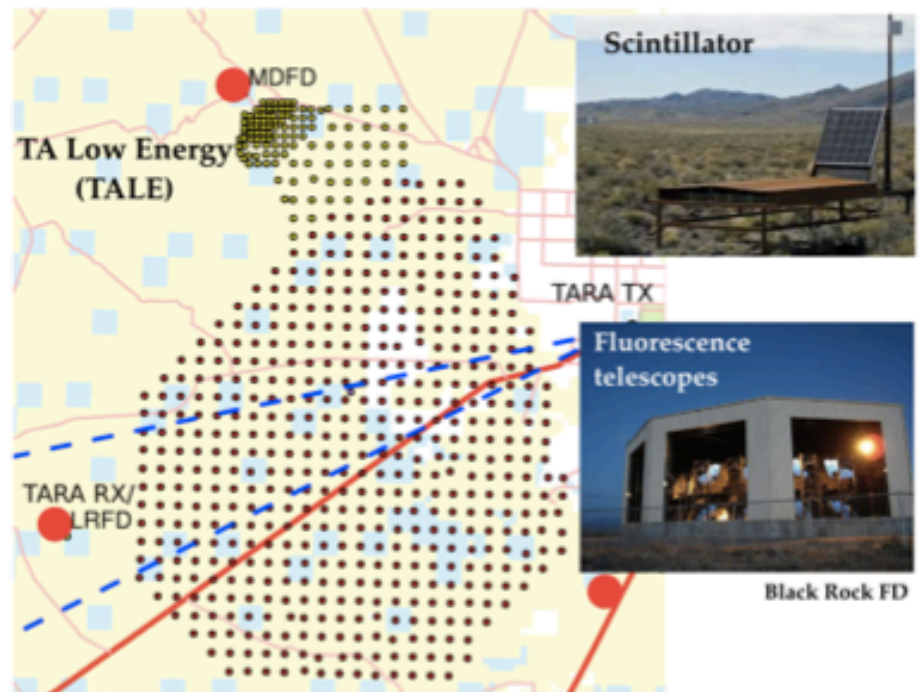 Scintillator
MDFD
TA Low Energy
(TALE)
TARA TX
Fluorescence
telescopes
TARA RX/
LRFD
Black Rock FD